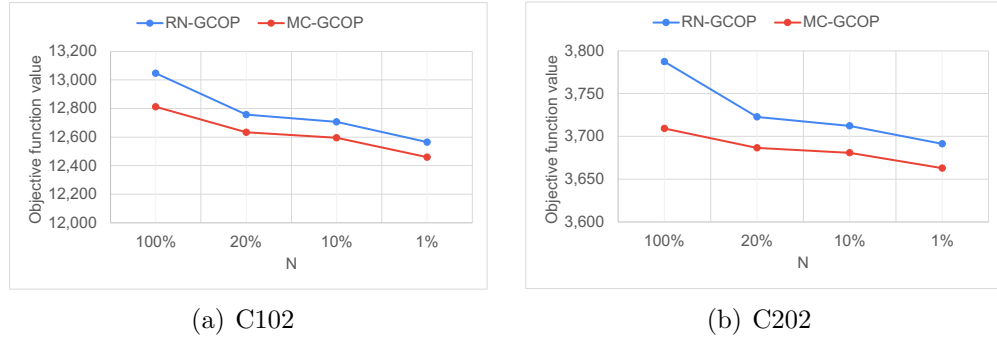 RN-GCOP MC-GCOP
Objective function value
13,200
13,000
12,800
12,600
12,400
12,200
12,000
100% 20% 10% 1%
N
(a) C102
RN-GCOP MC-GCOP
Objective function value
3,800
3,750
3,700
3,650
3,600
100% 20% 10% 1%
N
(b) C202